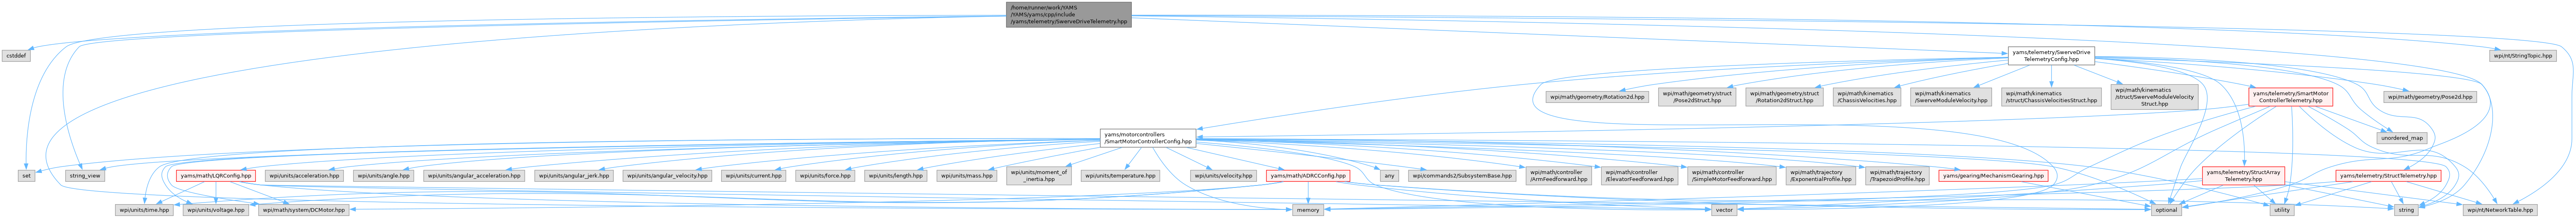 /home/runner/work/YAMS
/YAMS/yams/cpp/include
/yams/telemetry/SwerveDriveTelemetry.hpp
cstddef
yams/telemetry/SwerveDrive
TelemetryConfig.hpp
wpi/nt/StringTopic.hpp
wpi/math/geometry/Rotation2d.hpp
wpi/math/geometry/struct
/Pose2dStruct.hpp
wpi/math/geometry/struct
/Rotation2dStruct.hpp
wpi/math/kinematics
/ChassisVelocities.hpp
wpi/math/kinematics
/SwerveModuleVelocity.hpp
wpi/math/kinematics
/struct/ChassisVelocitiesStruct.hpp
wpi/math/kinematics
/struct/SwerveModuleVelocity
Struct.hpp
yams/telemetry/SmartMotor
ControllerTelemetry.hpp
wpi/math/geometry/Pose2d.hpp
yams/motorcontrollers
/SmartMotorControllerConfig.hpp
unordered_map
set
string_view
yams/math/LQRConfig.hpp
wpi/units/acceleration.hpp
wpi/units/angle.hpp
wpi/units/angular_acceleration.hpp
wpi/units/angular_jerk.hpp
wpi/units/angular_velocity.hpp
wpi/units/current.hpp
wpi/units/force.hpp
wpi/units/length.hpp
wpi/units/mass.hpp
wpi/units/moment_of
_inertia.hpp
wpi/units/temperature.hpp
wpi/units/velocity.hpp
yams/math/ADRCConfig.hpp
any
wpi/commands2/SubsystemBase.hpp
wpi/math/controller
/ArmFeedforward.hpp
wpi/math/controller
/ElevatorFeedforward.hpp
wpi/math/controller
/SimpleMotorFeedforward.hpp
wpi/math/trajectory
/ExponentialProfile.hpp
wpi/math/trajectory
/TrapezoidProfile.hpp
yams/gearing/MechanismGearing.hpp
yams/telemetry/StructArray
Telemetry.hpp
yams/telemetry/StructTelemetry.hpp
wpi/units/time.hpp
wpi/units/voltage.hpp
wpi/math/system/DCMotor.hpp
memory
vector
optional
utility
string
wpi/nt/NetworkTable.hpp